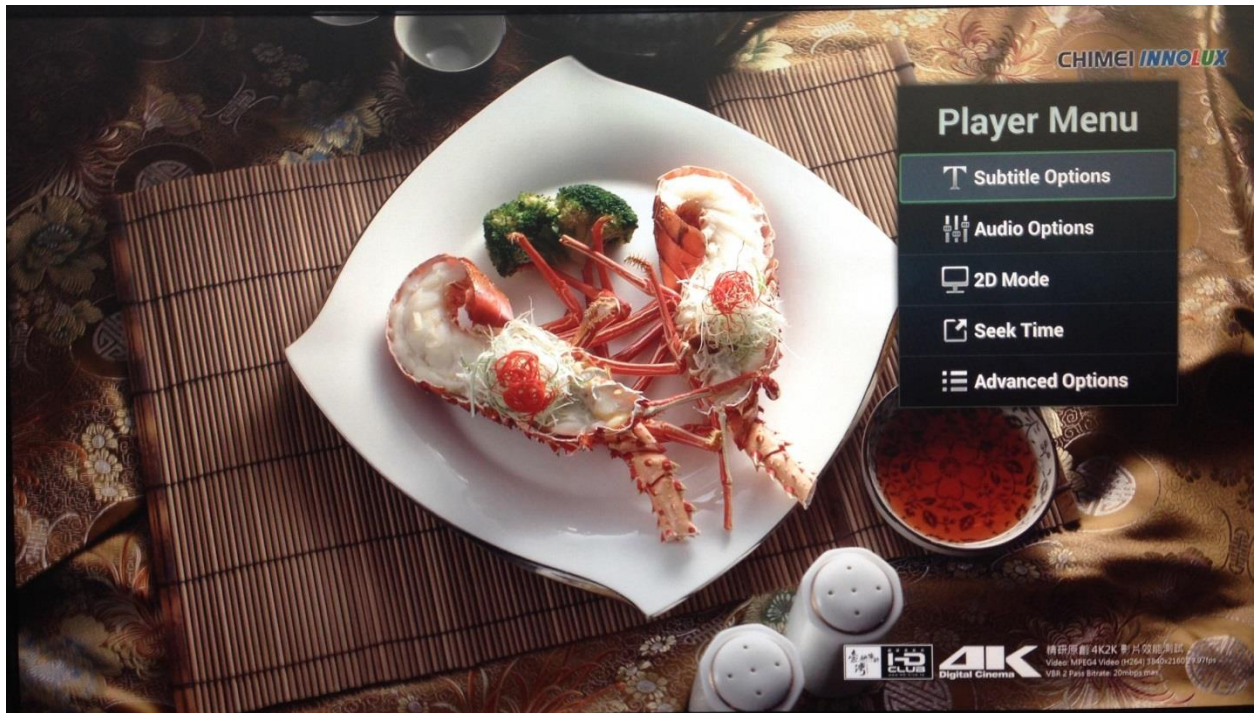 CHIMEI INNOLUX
Player Menu
Subtitle Options
Audio Options
2D Mode
Seek Time
Advanced Options
HD
CLUB
4K
Digital Cinema
精研原創 4K2K 影片效能測試
Video: MPEG4 Video (H264) 3840x2160 29.97fps
VBR 2 Pass Bitrate: 20mbps max